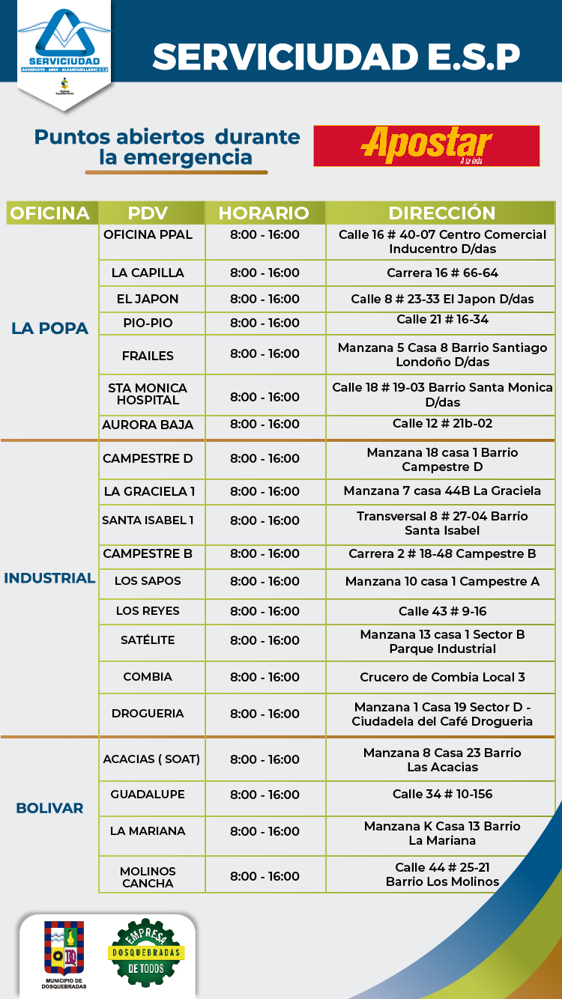 SERVICIUDAD
ACUEDUCTO - ASEO - ALCANTARILLADO E.S.P
Vigilado
SuperServicios
SERVICIUDAD E.S.P
Puntos abiertos durante
la emergencia
Apostar
A tu lado
OFICINA PDV HORARIO DIRECCIÓN
LA POPA
OFICINA PPAL 8:00 - 16:00 Calle 16 # 40-07 Centro Comercial
Inducentro D/das
LA CAPILLA 8:00 - 16:00 Carrera 16 # 66-64
EL JAPON 8:00 - 16:00 Calle 8 # 23-33 El Japon D/das
PIO-PIO 8:00 - 16:00 Calle 21 # 16-34
FRAILES 8:00 - 16:00 Manzana 5 Casa 8 Barrio Santiago
Londoño D/das
STA MONICA
HOSPITAL 8:00 - 16:00 Calle 18 # 19-03 Barrio Santa Monica
D/das
AURORA BAJA 8:00 - 16:00 Calle 12 # 21b-02
INDUSTRIAL
CAMPESTRE D 8:00 - 16:00 Manzana 18 casa 1 Barrio
Campestre D
LA GRACIELA 1 8:00 - 16:00 Manzana 7 casa 44B La Graciela
SANTA ISABEL 1 8:00 - 16:00 Transversal 8 # 27-04 Barrio
Santa Isabel
CAMPESTRE B 8:00 - 16:00 Carrera 2 # 18-48 Campestre B
LOS SAPOS 8:00 - 16:00 Manzana 10 casa 1 Campestre A
LOS REYES 8:00 - 16:00 Calle 43 # 9-16
SATÉLITE 8:00 - 16:00 Manzana 13 casa 1 Sector B
Parque Industrial
COMBIA 8:00 - 16:00 Crucero de Combia Local 3
DROGUERIA 8:00 - 16:00 Manzana 1 Casa 19 Sector D -
Ciudadela del Café Drogueria
BOLIVAR
ACACIAS ( SOAT) 8:00 - 16:00 Manzana 8 Casa 23 Barrio
Las Acacias
GUADALUPE 8:00 - 16:00 Calle 34 # 10-156
LA MARIANA 8:00 - 16:00 Manzana K Casa 13 Barrio
La Mariana
MOLINOS
CANCHA 8:00 - 16:00 Calle 44 # 25-21
Barrio Los Molinos
DQ
MUNICIPIO DE
DOSQUEBRADAS
EMPRESA
DOSQUEBRADAS
DE TODOS